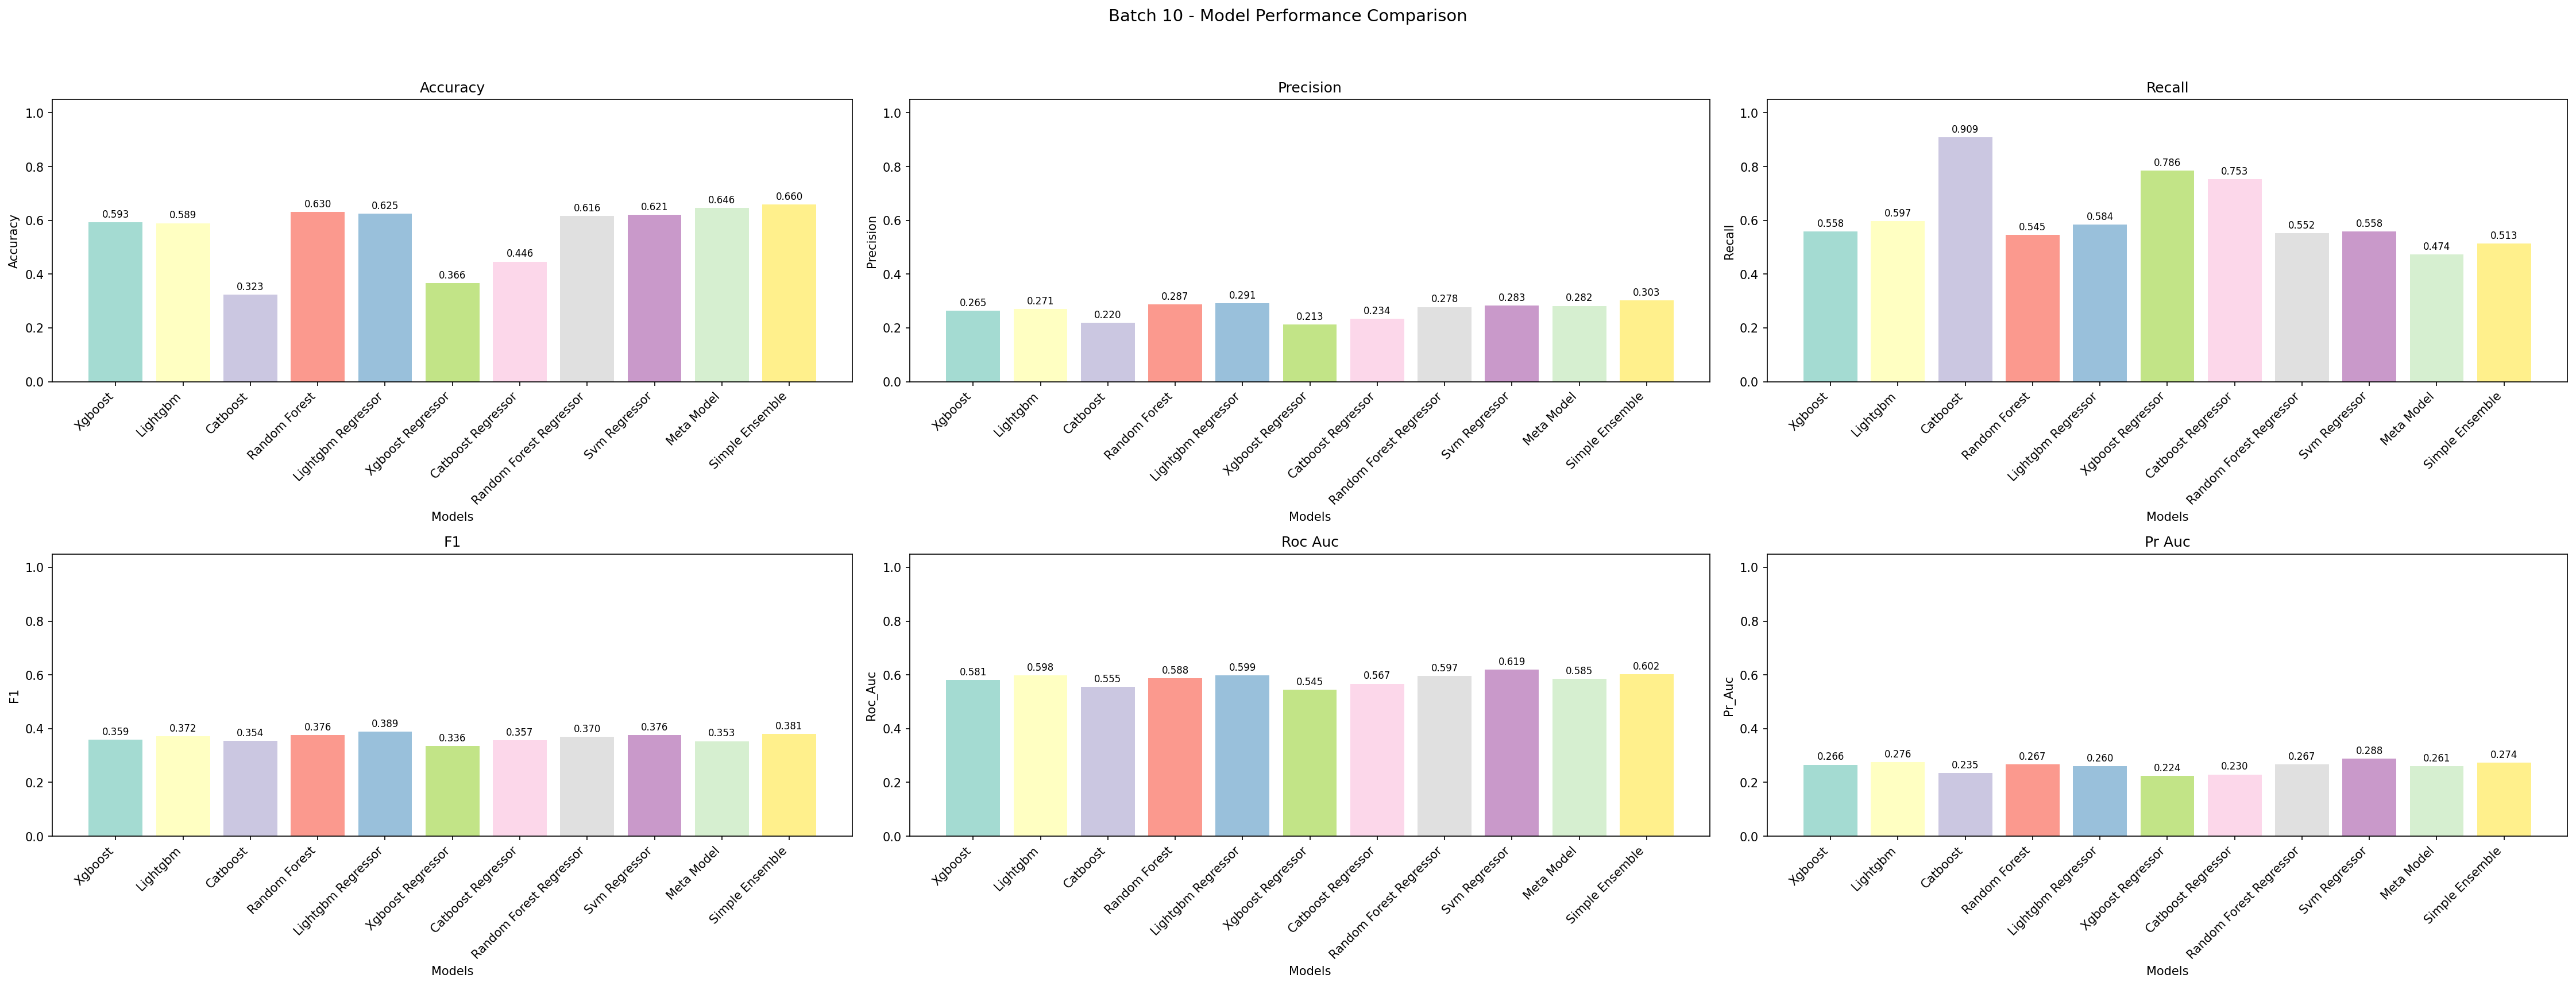 Batch 10 - Model Performance Comparison
Accuracy
Accuracy
1.0
0.8
0.6
0.4
0.2
0.0
0.593
0.589
0.323
0.630
0.625
0.366
0.446
0.616
0.621
0.646
0.660
Xgboost
Lightgbm
Catboost
Random Forest
Lightgbm Regressor
Xgboost Regressor
Catboost Regressor
Random Forest Regressor
Svm Regressor
Meta Model
Simple Ensemble
Models
Precision
Precision
1.0
0.8
0.6
0.4
0.2
0.0
0.265
0.271
0.220
0.287
0.291
0.213
0.234
0.278
0.283
0.282
0.303
Xgboost
Lightgbm
Catboost
Random Forest
Lightgbm Regressor
Xgboost Regressor
Catboost Regressor
Random Forest Regressor
Svm Regressor
Meta Model
Simple Ensemble
Models
Recall
Recall
1.0
0.8
0.6
0.4
0.2
0.0
0.558
0.597
0.909
0.545
0.584
0.786
0.753
0.552
0.558
0.474
0.513
Xgboost
Lightgbm
Catboost
Random Forest
Lightgbm Regressor
Xgboost Regressor
Catboost Regressor
Random Forest Regressor
Svm Regressor
Meta Model
Simple Ensemble
Models
F1
F1
1.0
0.8
0.6
0.4
0.2
0.0
0.359
0.372
0.354
0.376
0.389
0.336
0.357
0.370
0.376
0.353
0.381
Xgboost
Lightgbm
Catboost
Random Forest
Lightgbm Regressor
Xgboost Regressor
Catboost Regressor
Random Forest Regressor
Svm Regressor
Meta Model
Simple Ensemble
Models
Roc Auc
Roc_Auc
1.0
0.8
0.6
0.4
0.2
0.0
0.581
0.598
0.555
0.588
0.599
0.545
0.567
0.597
0.619
0.585
0.602
Xgboost
Lightgbm
Catboost
Random Forest
Lightgbm Regressor
Xgboost Regressor
Catboost Regressor
Random Forest Regressor
Svm Regressor
Meta Model
Simple Ensemble
Models
Pr Auc
Pr_Auc
1.0
0.8
0.6
0.4
0.2
0.0
0.266
0.276
0.235
0.267
0.260
0.224
0.230
0.267
0.288
0.261
0.274
Xgboost
Lightgbm
Catboost
Random Forest
Lightgbm Regressor
Xgboost Regressor
Catboost Regressor
Random Forest Regressor
Svm Regressor
Meta Model
Simple Ensemble
Models